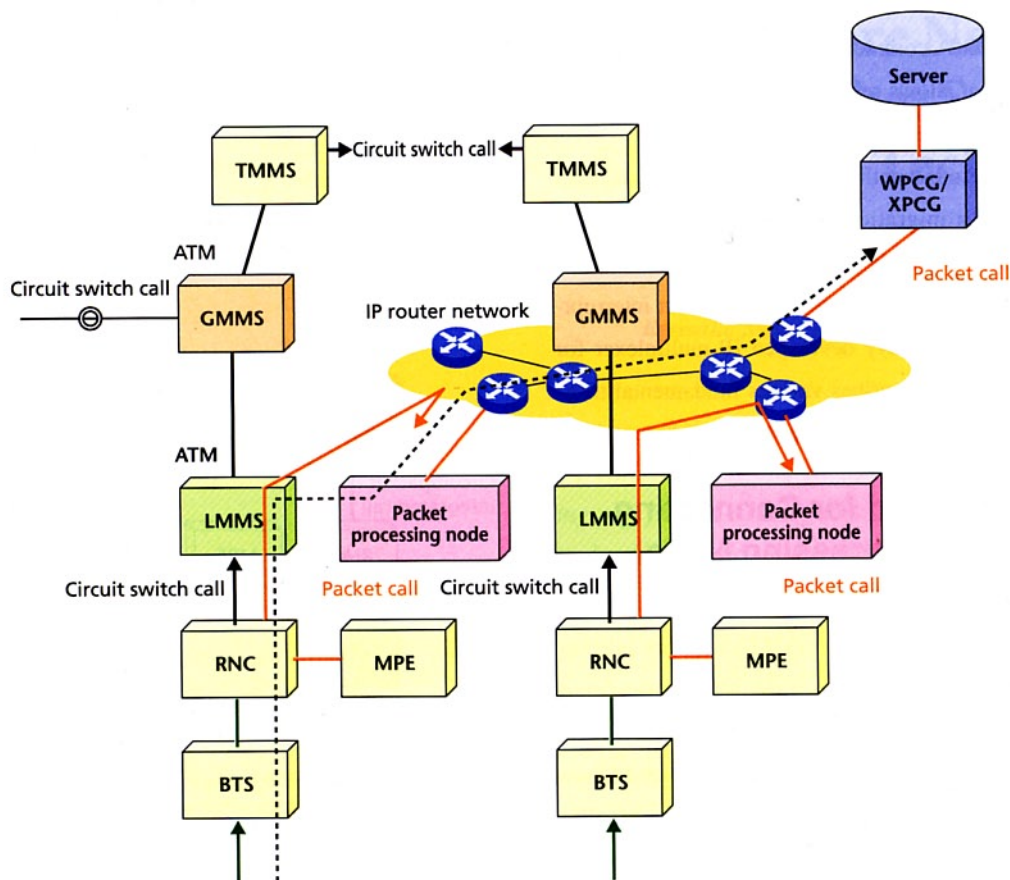 Server
TMMS
Circuit switch call
TMMS
WPCG/
XPCG
ATM
Packet call
Circuit switch call
GMMS
IP router network
GMMS
ATM
LMMS
Packet
processing node
LMMS
Packet
processing node
Circuit switch call
Packet call
Circuit switch call
Packet call
RNC
MPE
RNC
MPE
BTS
BTS